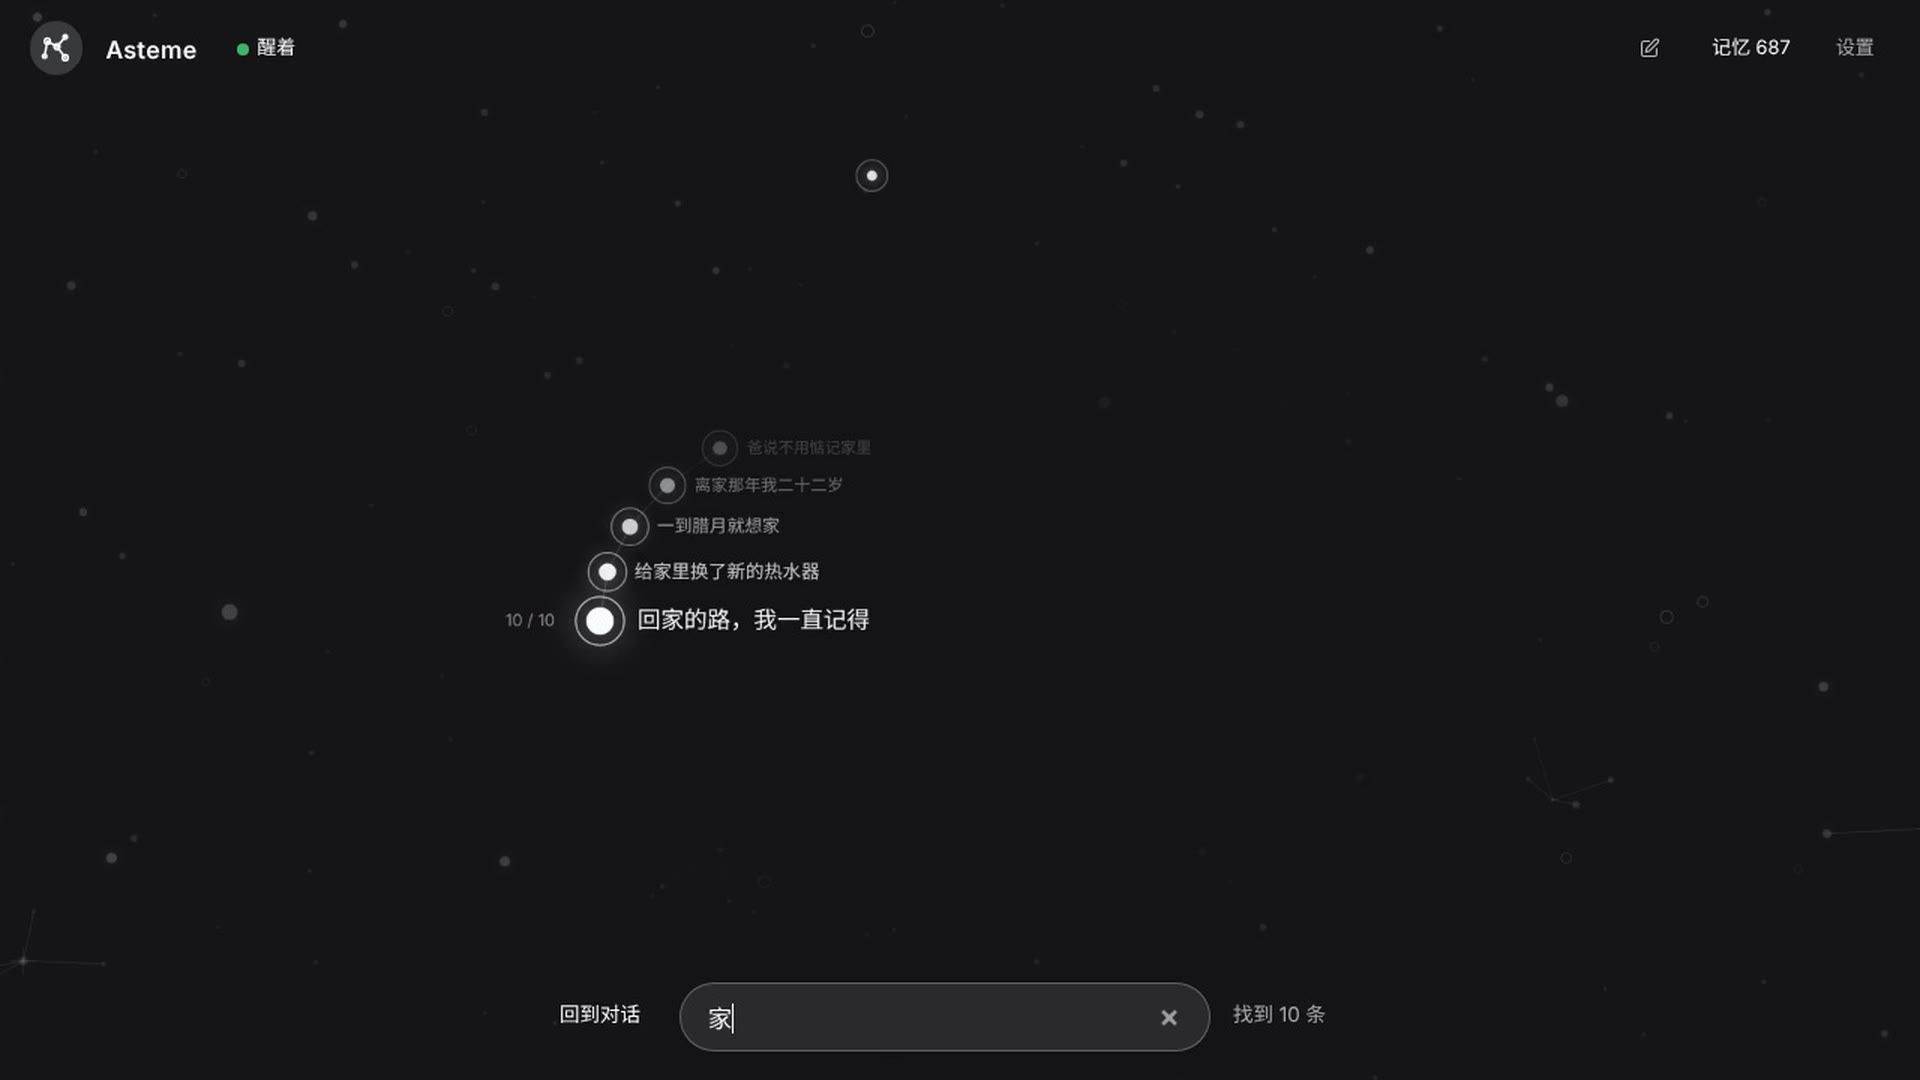 Asteme
醒着
记忆 687
设置
爸说不用惦记家里
离家那年我二十二岁
一到腊月就想家
给家里换了新的热水器
10 / 10
回家的路，我一直记得
回到对话
家
找到 10 条